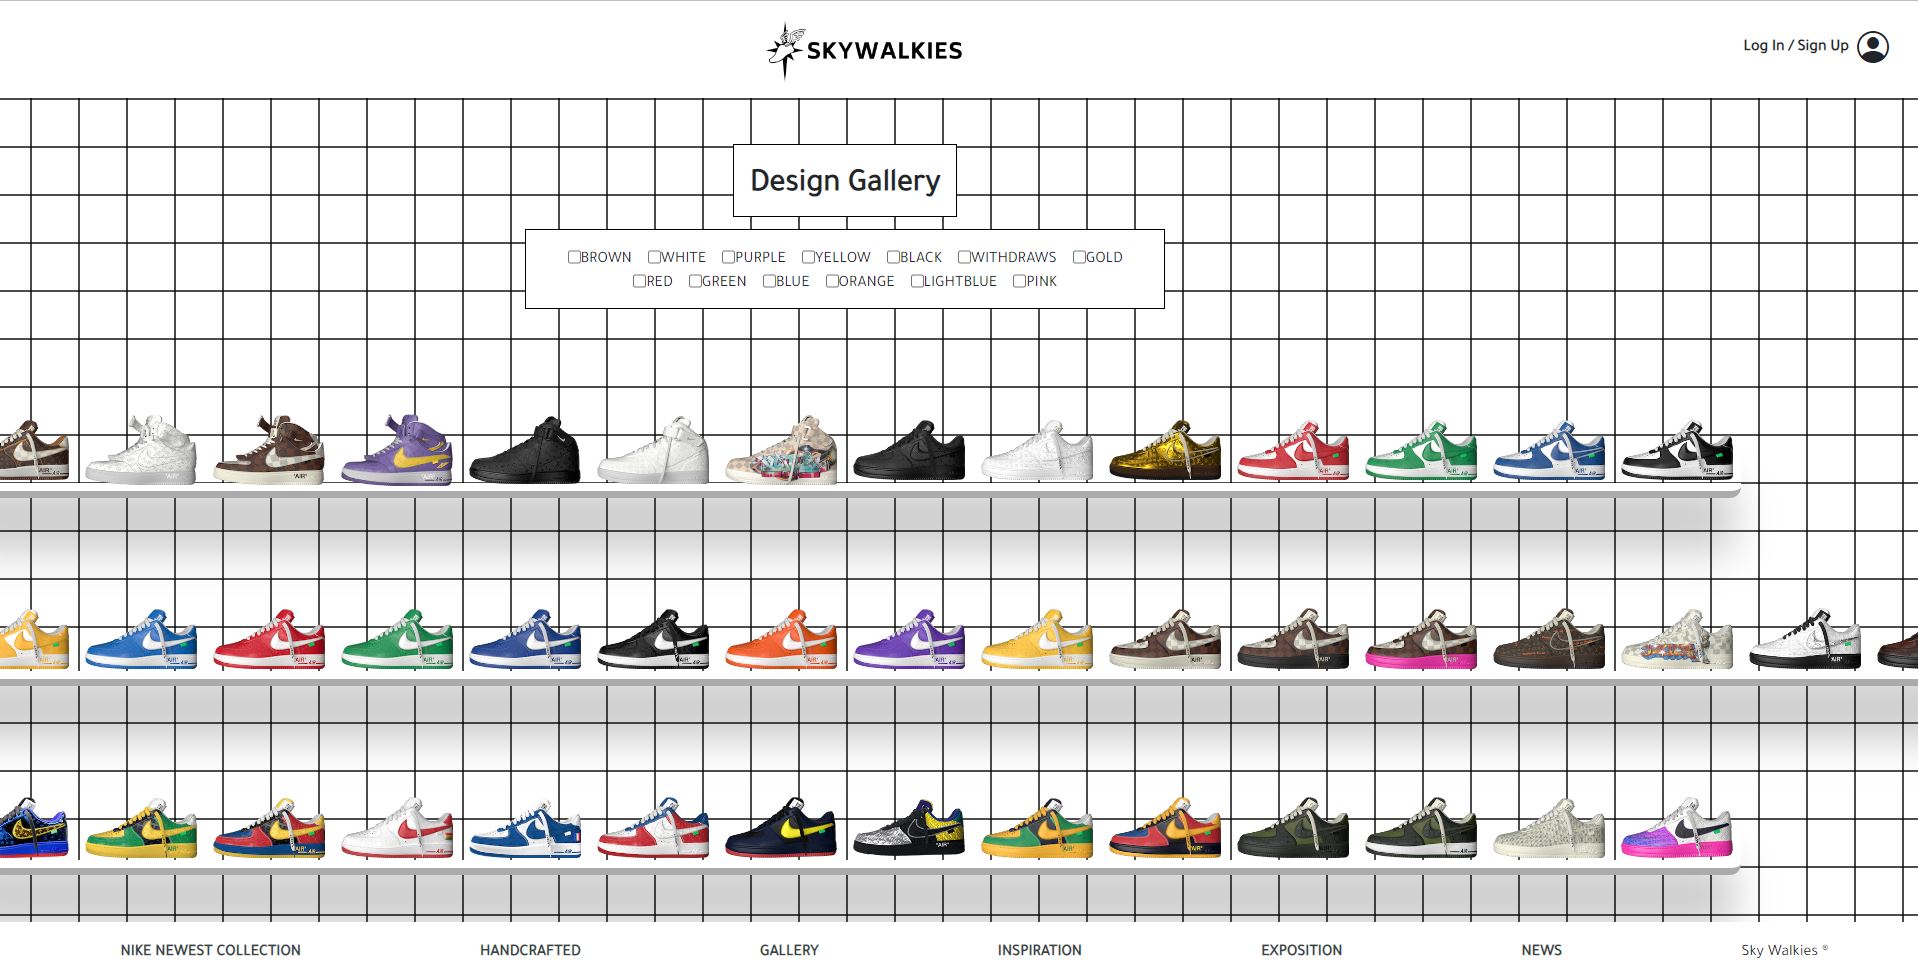 SKYWALKIES
Log In / Sign Up
Design Gallery
BROWN WHITE PURPLE YELLOW BLACK WITHDRAWS GOLD
RED GREEN BLUE ORANGE LIGHTBLUE PINK
NIKE NEWEST COLLECTION HANDCRAFTED GALLERY INSPIRATION EXPOSITION NEWS Sky Walkies ®